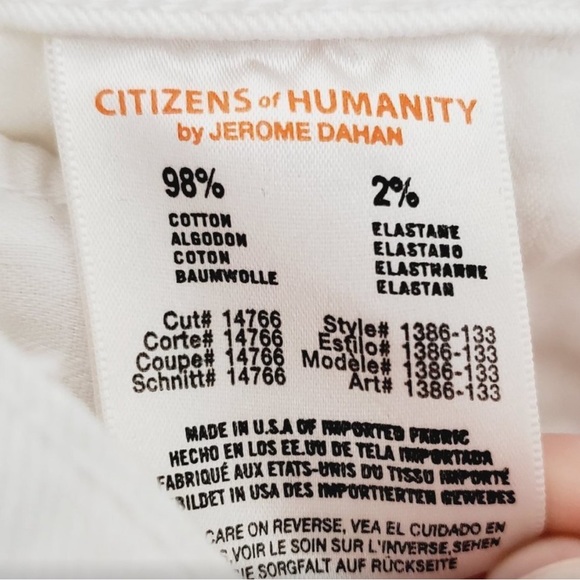 CITIZENS of HUMANITY
by JEROME DAHAN
98% 2%
COTTON ELASTANE
ALGODON ELASTANO
COTON ELASTHANNE
BAUMWOLLE ELASTAN
Cut# 14766 Style# 1386-133
Corte# 14766 Esfilo# 1386-133
Coupe# 14766 Modèle# 1386-133
Schnitt# 14766 Art# 1386-133
MADE IN U.S.A OF IMPORTED FABRIC
HECHO EN LOS EE.UU DE TELA IMPORTADA
FABRIQUÉ AUX ETATS-UNIS DU TISSU IMPORTÉ
BILDET IN USA DES IMPORTIERTEN GEWEBES
CARE ON REVERSE, VEA EL CUIDADO EN
VOIR LE SOIN SUR L'INVERSE, SEHEN
IE SORGFALT AUF RÜCKSEITE